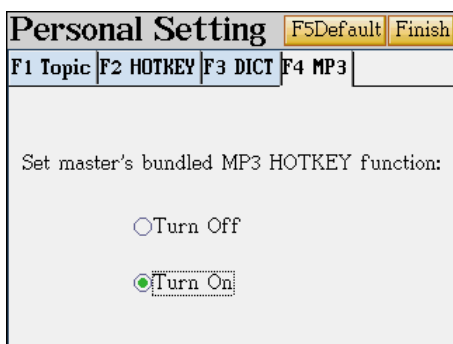 Personal Setting F5Default Finish
F1 Topic F2 HOTKEY F3 DICT F4 MP3
Set master's bundled MP3 HOTKEY function:
Turn Off
Turn On